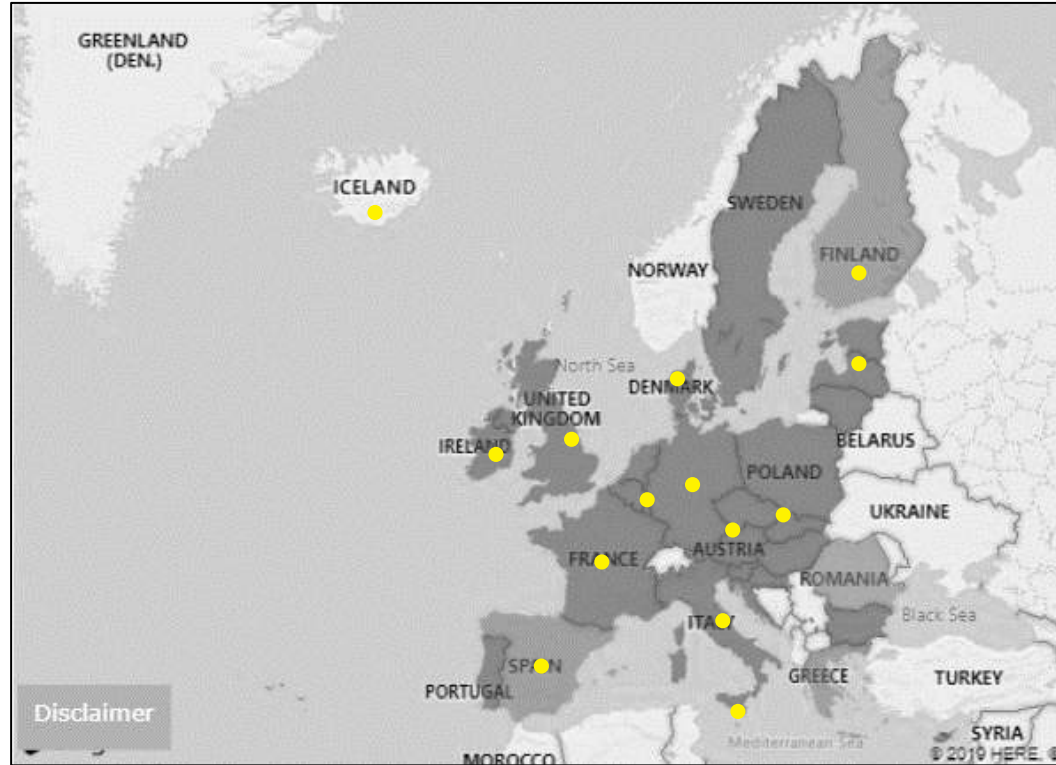 GREENLAND
(DEN.)
ICELAND
SWEDEN
FINLAND
NORWAY
North Sea
DENMARK
UNITED
KINGDOM
IRELAND
BELARUS
POLAND
UKRAINE
FRANCE
AUSTRIA
ROMANIA
Black Sea
ITALY
SPAIN
GREECE
TURKEY
PORTUGAL
Disclaimer
SYRIA
Mediterranean Sea
MOROCCO
© 2019 HERE, ©